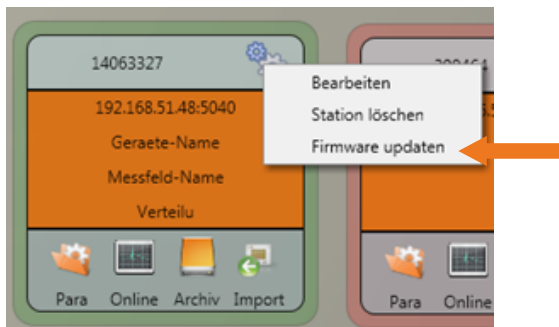 14063327
Bearbeiten
Station löschen
Firmware updaten
192.168.51.48:5040
Geraete-Name
Messfeld-Name
Verteilu
Para Online Archiv Import
Para Online